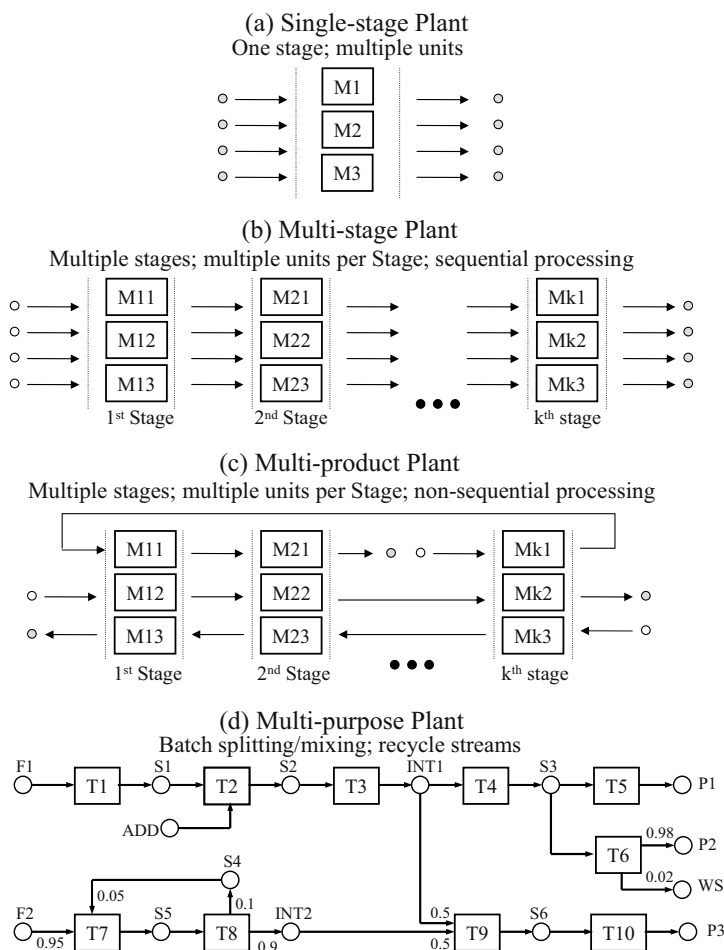 (a) Single-stage Plant
One stage; multiple units
M1
M2
M3
(b) Multi-stage Plant
Multiple stages; multiple units per Stage; sequential processing
M11 M21 Mk1
M12 M22 Mk2
M13 M23 Mk3
1st Stage 2nd Stage kth stage
(c) Multi-product Plant
Multiple stages; multiple units per Stage; non-sequential processing
M11 M21 Mk1
M12 M22 Mk2
M13 M23 Mk3
1st Stage 2nd Stage kth stage
(d) Multi-purpose Plant
Batch splitting/mixing; recycle streams
F1 S1 S2 INT1 S3
T1 T2 T3 T4 T5 P1
ADD
0.98
T6 P2
0.02 WS
S4
0.05 0.1
F2 S5 INT2 0.5 S6
T7 T8 T9 T10 P3
0.95 0.9 0.5